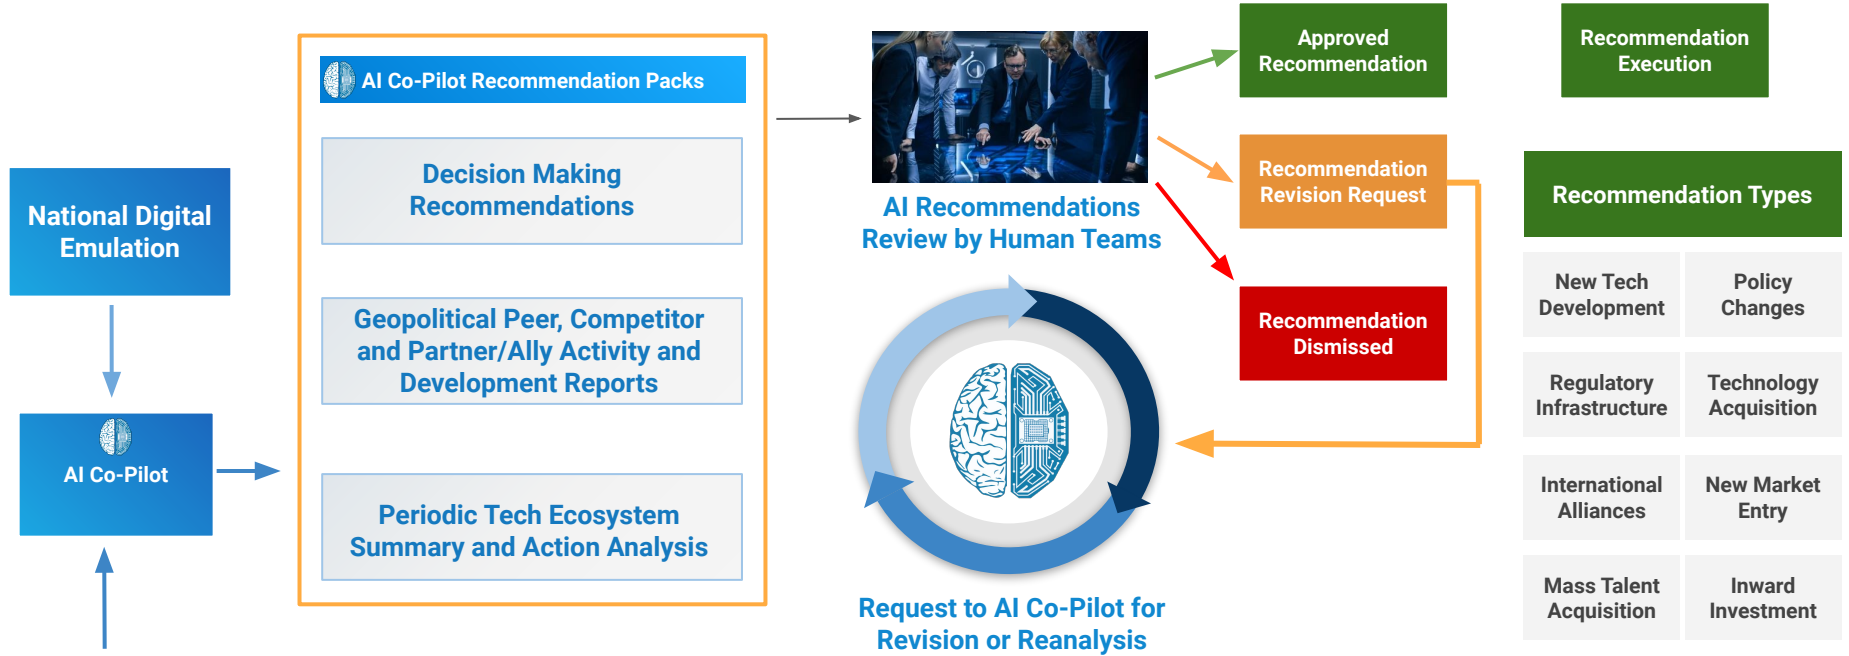 National Digital
Emulation
AI Co-Pilot
AI Co-Pilot Recommendation Packs
Decision Making
Recommendations
Geopolitical Peer, Competitor
and Partner/Ally Activity and
Development Reports
Periodic Tech Ecosystem
Summary and Action Analysis
AI Recommendations
Review by Human Teams
Request to AI Co-Pilot for
Revision or Reanalysis
Approved
Recommendation
Recommendation
Revision Request
Recommendation
Dismissed
Recommendation
Execution
Recommendation Types
New Tech
Development
Policy
Changes
Regulatory
Infrastructure
Technology
Acquisition
International
Alliances
New Market
Entry
Mass Talent
Acquisition
Inward
Investment